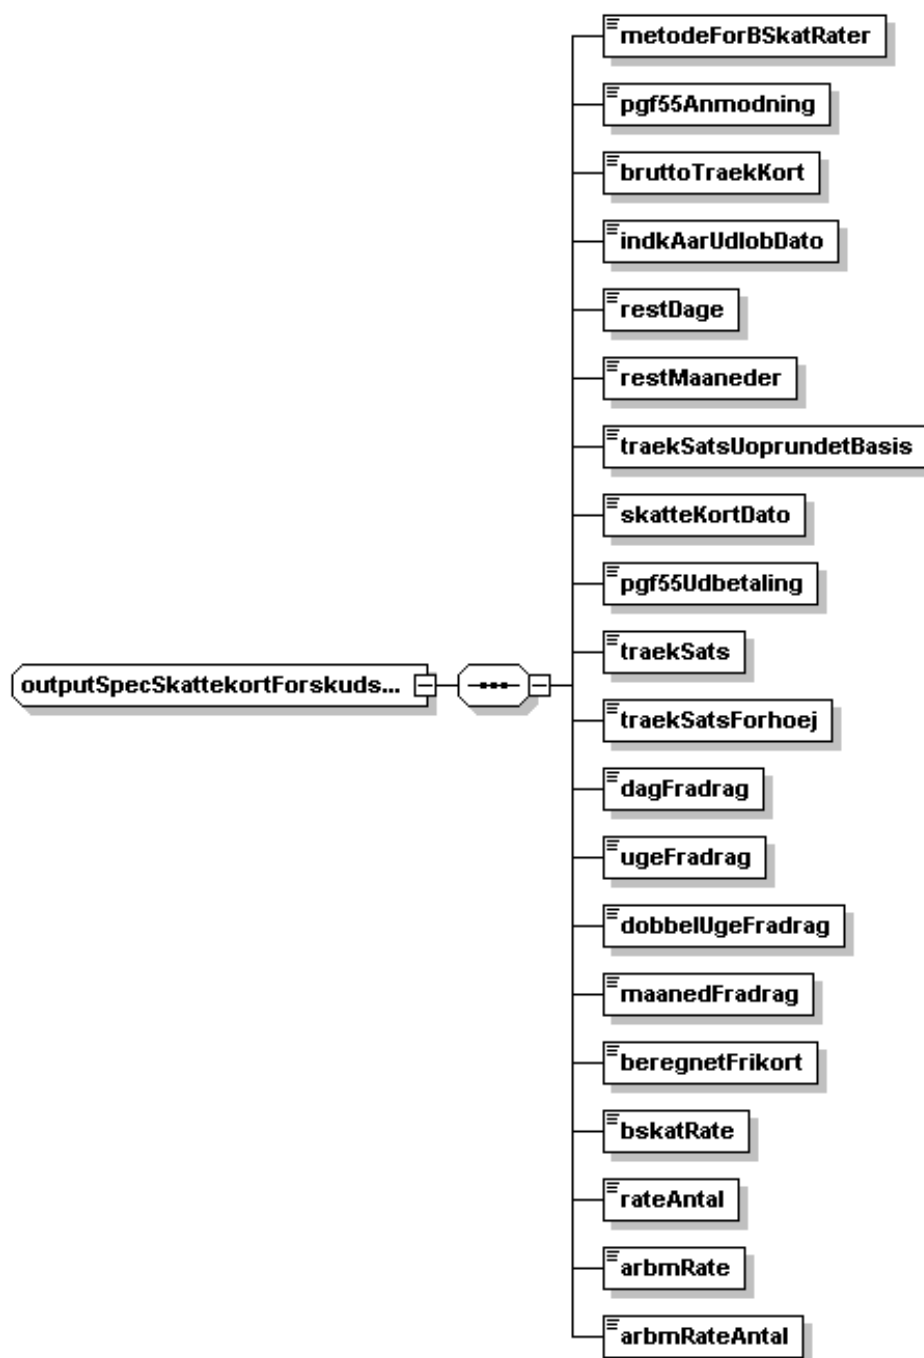 metodeForBSkatRater
pgf55Anmodning
bruttoTraekKort
indkAarUdlobDato
restDage
restMaaneder
traekSatsUoprundetBasis
skatteKortDato
pgf55Udbetaling
outputSpecSkattekortForskuds...
traekSats
traekSatsForhoej
dagFradrag
ugeFradrag
dobbelUgeFradrag
maanedFradrag
beregnetFrikort
bskatRate
rateAntal
arbmRate
arbmRateAntal